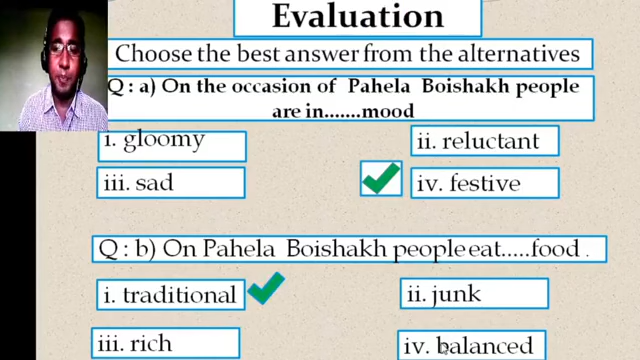 Evaluation
Choose the best answer from the alternatives
Q : a) On the occasion of Pahela Boishakh people
are in.......mood
i. gloomy
ii. reluctant
iii. sad
iv. festive
Q : b) On Pahela Boishakh people eat.....food .
i. traditional
ii. junk
iii. rich
iv. balanced